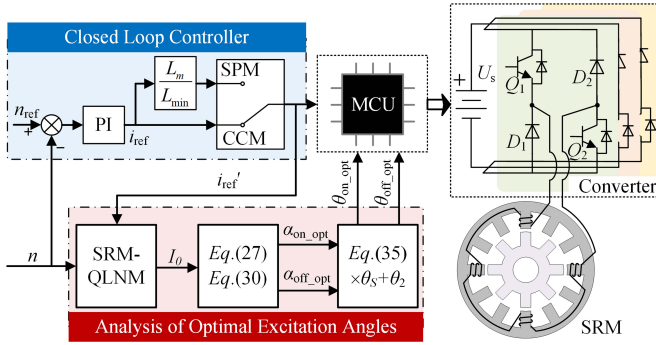 Closed Loop Controller
L_m
L_min
SPM
n_ref
+
−
PI
i_ref
CCM
i_ref'
MCU
θ_on_opt
θ_off_opt
+
U_s
Q_1
D_1
D_2
Q_2
Converter
n
SRM-
QLNM
I_0
Eq.(27)
Eq.(30)
α_on_opt
α_off_opt
Eq.(35)
×θ_S+θ_2
Analysis of Optimal Excitation Angles
SRM